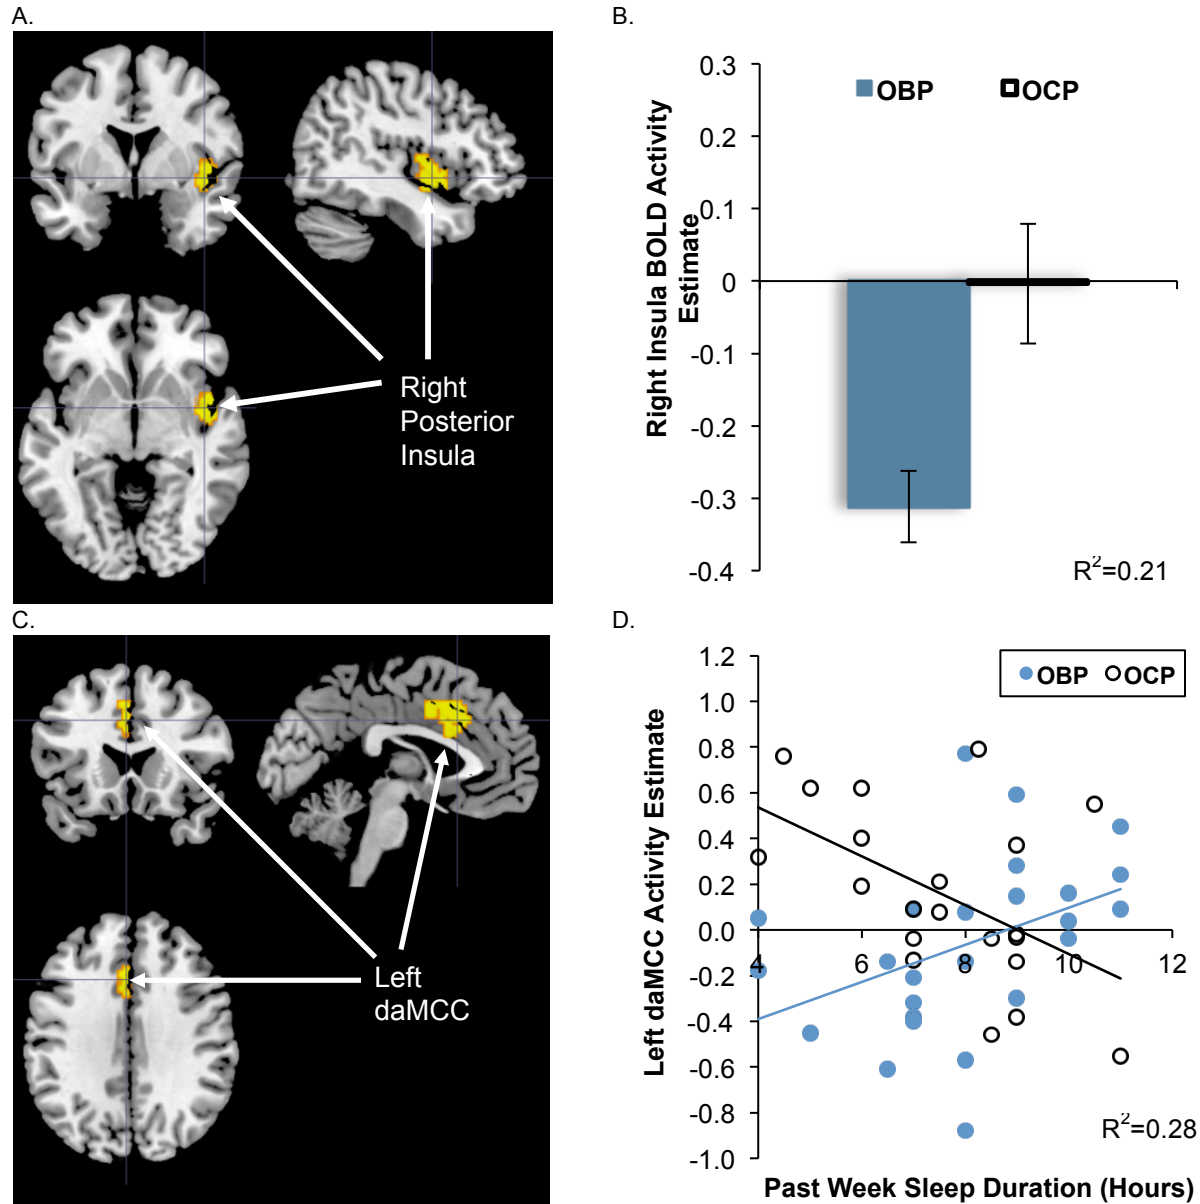 A.
Right
Posterior
Insula
B.
Right Insula BOLD Activity
Estimate
OBP OCP
0.3
0.2
0.1
0
-0.1
-0.2
-0.3
-0.4
R²=0.21
C.
Left
daMCC
D.
Left daMCC Activity Estimate
OBP OCP
1.2
1.0
0.8
0.6
0.4
0.2
0.0
-0.2
-0.4
-0.6
-0.8
-1.0
4 6 8 10 12
R²=0.28
Past Week Sleep Duration (Hours)